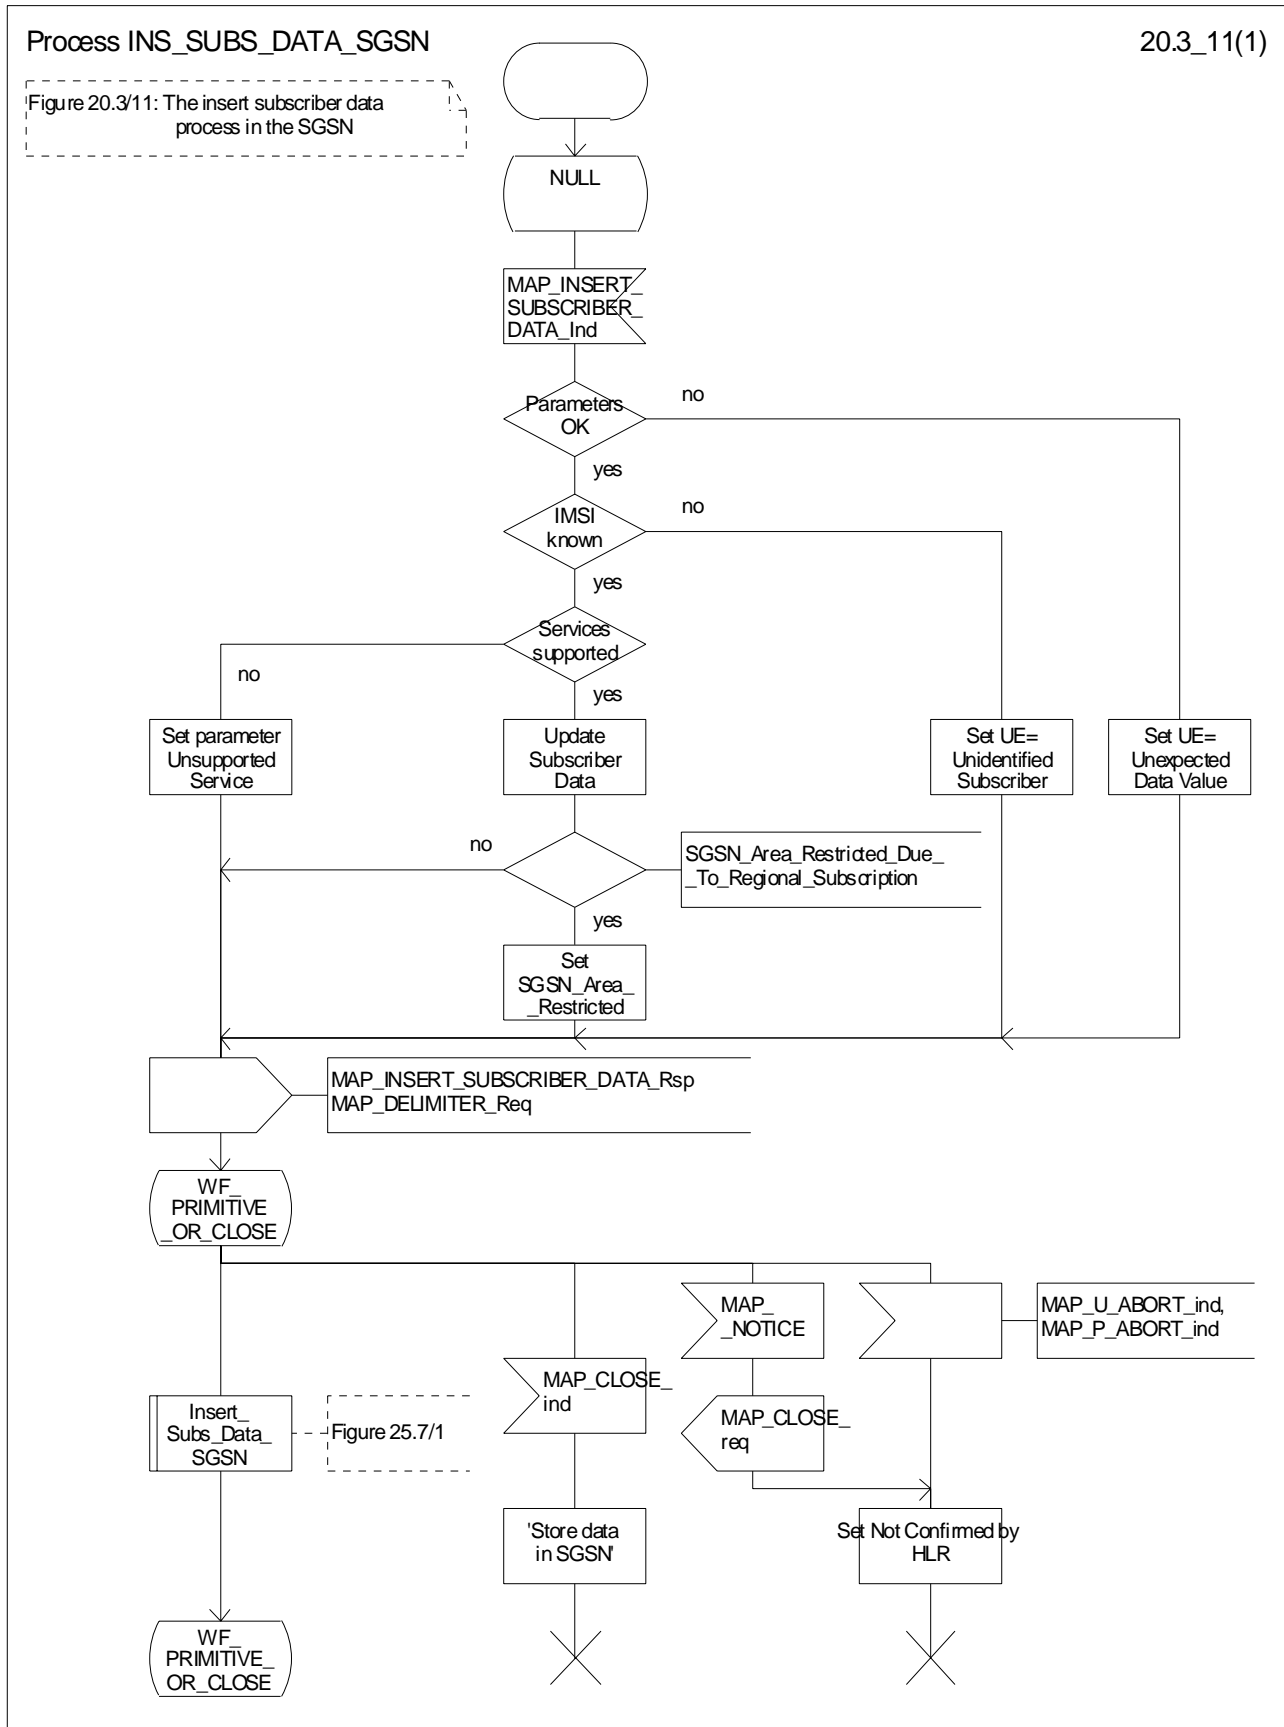 Process INS_SUBS_DATA_SGSN
20.3_11(1)
Figure 20.3/11: The insert subscriber data
process in the SGSN
NULL
MAP_INSERT_
SUBSCRIBER_
DATA_Ind
Parameters
OK
no
yes
IMSI
known
no
yes
Services
supported
no
yes
Set parameter
Unsupported
Service
Update
Subscriber
Data
Set UE=
Unidentified
Subscriber
Set UE=
Unexpected
Data Value
no
SGSN_Area_Restricted_Due_
_To_Regional_Subscription
yes
Set
SGSN_Area_
_Restricted
MAP_INSERT_SUBSCRIBER_DATA_Rsp
MAP_DELIMITER_Req
WF_
PRIMITIVE
_OR_CLOSE
MAP_
_NOTICE
MAP_U_ABORT_ind,
MAP_P_ABORT_ind
MAP_CLOSE_
ind
Insert_
Subs_Data_
SGSN
Figure 25.7/1
MAP_CLOSE_
req
'Store data
in SGSN'
Set Not Confirmed by
HLR
WF_
PRIMITIVE_
OR_CLOSE